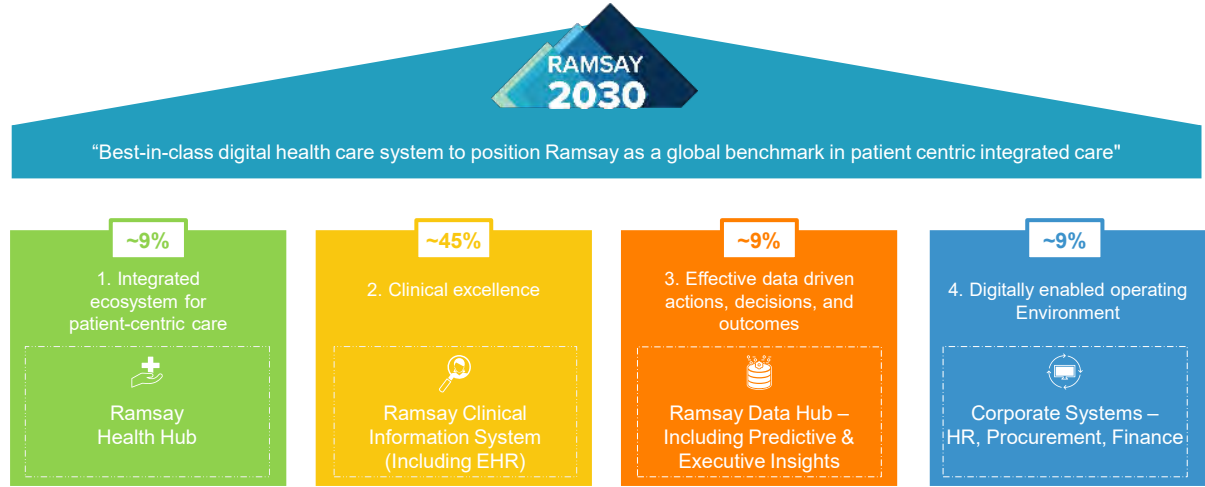 RAMSAY
2030
“Best-in-class digital health care system to position Ramsay as a global benchmark in patient centric integrated care"
~9%
1. Integrated
ecosystem for
patient-centric care
Ramsay
Health Hub
~45%
2. Clinical excellence
Ramsay Clinical
Information System
(Including EHR)
~9%
3. Effective data driven
actions, decisions, and
outcomes
Ramsay Data Hub –
Including Predictive &
Executive Insights
~9%
4. Digitally enabled operating
Environment
Corporate Systems –
HR, Procurement, Finance